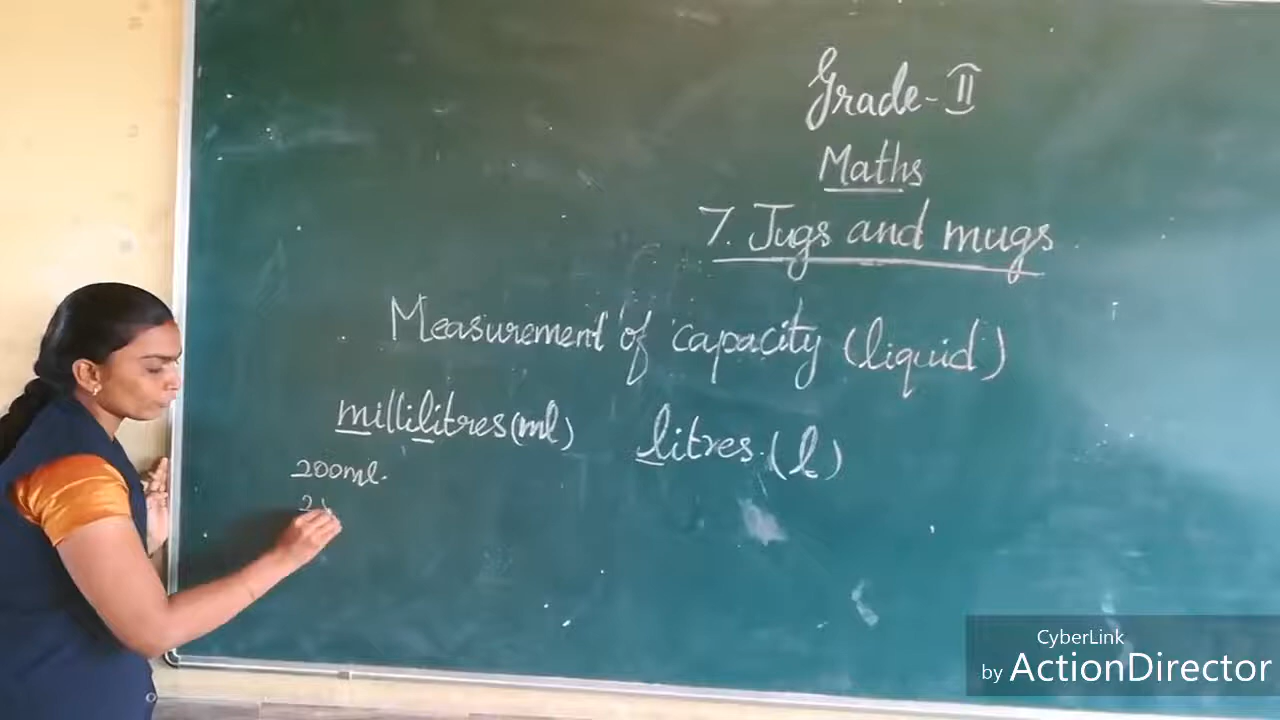 Grade-II
Maths
7. Jugs and mugs
Measurement of capacity (liquid)
millilitres(ml) litres.(l)
200ml.
CyberLink
by ActionDirector